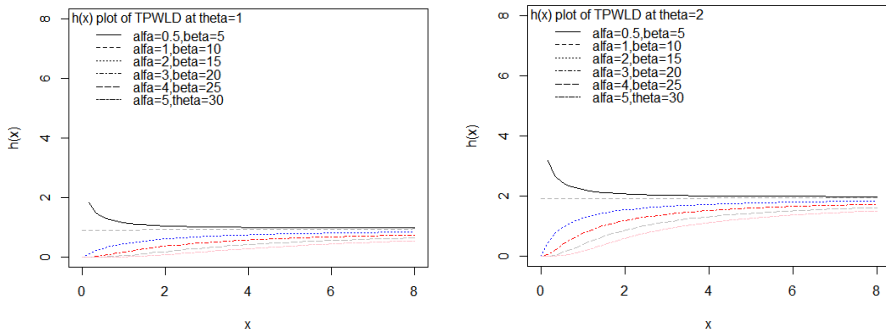 h(x) plot of TPWLD at theta=1
alfa=0.5,beta=5
alfa=1,beta=10
alfa=2,beta=15
alfa=3,beta=20
alfa=4,beta=25
alfa=5,theta=30
h(x)
8
6
4
2
0
0 2 4 6 8
x
h(x) plot of TPWLD at theta=2
alfa=0.5,beta=5
alfa=1,beta=10
alfa=2,beta=15
alfa=3,beta=20
alfa=4,beta=25
alfa=5,theta=30
h(x)
8
6
4
2
0
0 2 4 6 8
x